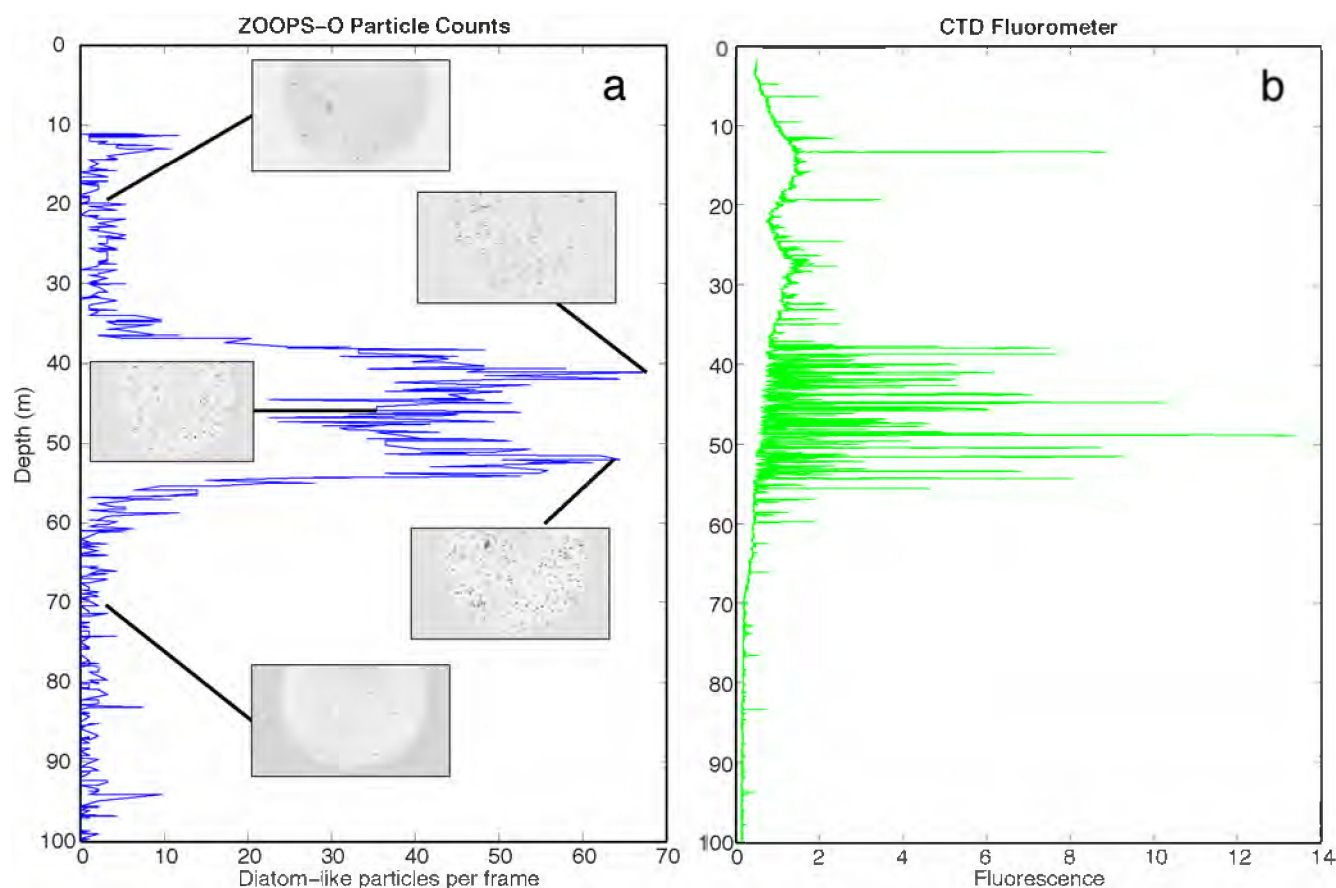 ZOOPS-O Particle Counts
a
Depth (m)
0
10
20
30
40
50
60
70
80
90
100
0 10 20 30 40 50 60 70
Diatom-like particles per frame
CTD Fluorometer
b
0
10
20
30
40
50
60
70
80
90
100
0 2 4 6 8 10 12 14
Fluorescence